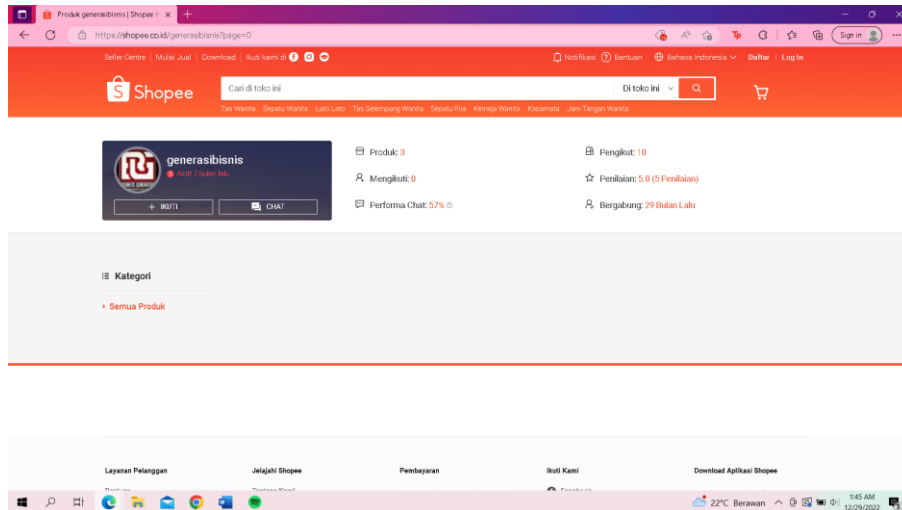 Produk generasibisnis | Shopee I
https://shopee.co.id/generasibisnis?page=0
Sign in
Seller Centre | Mulai Jual | Download | Ikuti kami di
Notifikasi Bantuan Bahasa Indonesia Daftar | Log In
Shopee
Cari di toko ini
Di toko ini
Tas Wanita Sepatu Wanita Lato Lato Tas Selempang Wanita Sepatu Pria Kemeja Wanita Kacamata Jam Tangan Wanita
generasibisnis
Aktif 7 bulan lalu
+ IKUTI
CHAT
Produk: 3
Pengikut: 10
Mengikuti: 0
Penilaian: 5.0 (5 Penilaian)
Performa Chat: 57%
Bergabung: 29 Bulan Lalu
Kategori
Semua Produk
Layanan Pelanggan
Jelajahi Shopee
Pembayaran
Ikuti Kami
Download Aplikasi Shopee
22°C Berawan
1:45 AM
12/29/2022